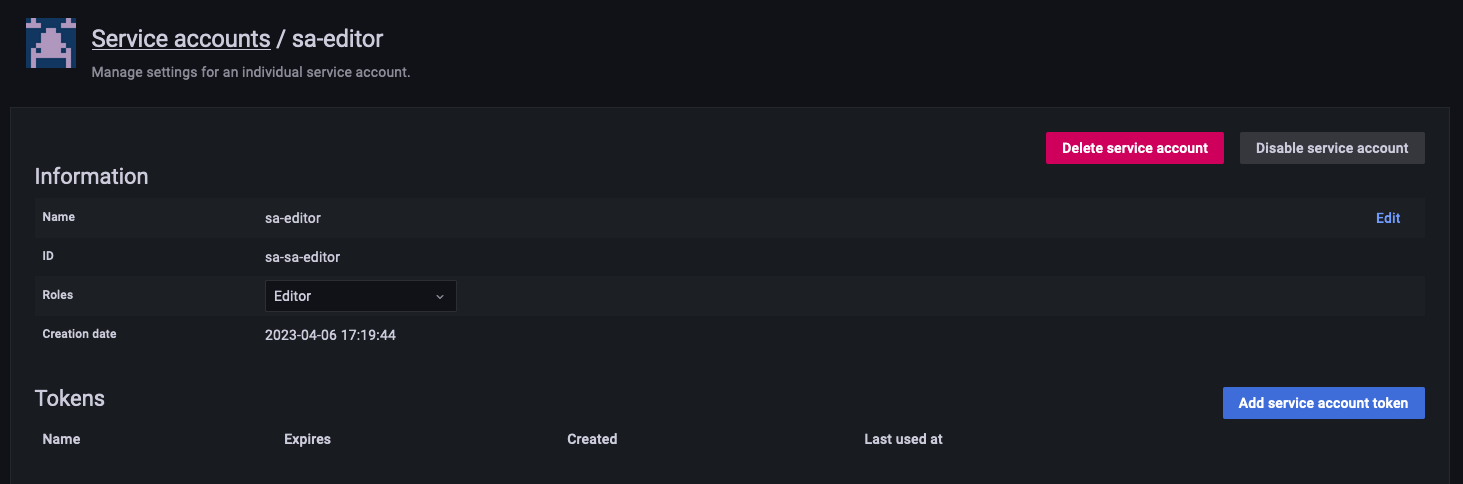 Service accounts / sa-editor
Manage settings for an individual service account.
Delete service account Disable service account
Information
Name sa-editor Edit
ID sa-sa-editor
Roles Editor
Creation date 2023-04-06 17:19:44
Tokens Add service account token
Name Expires Created Last used at